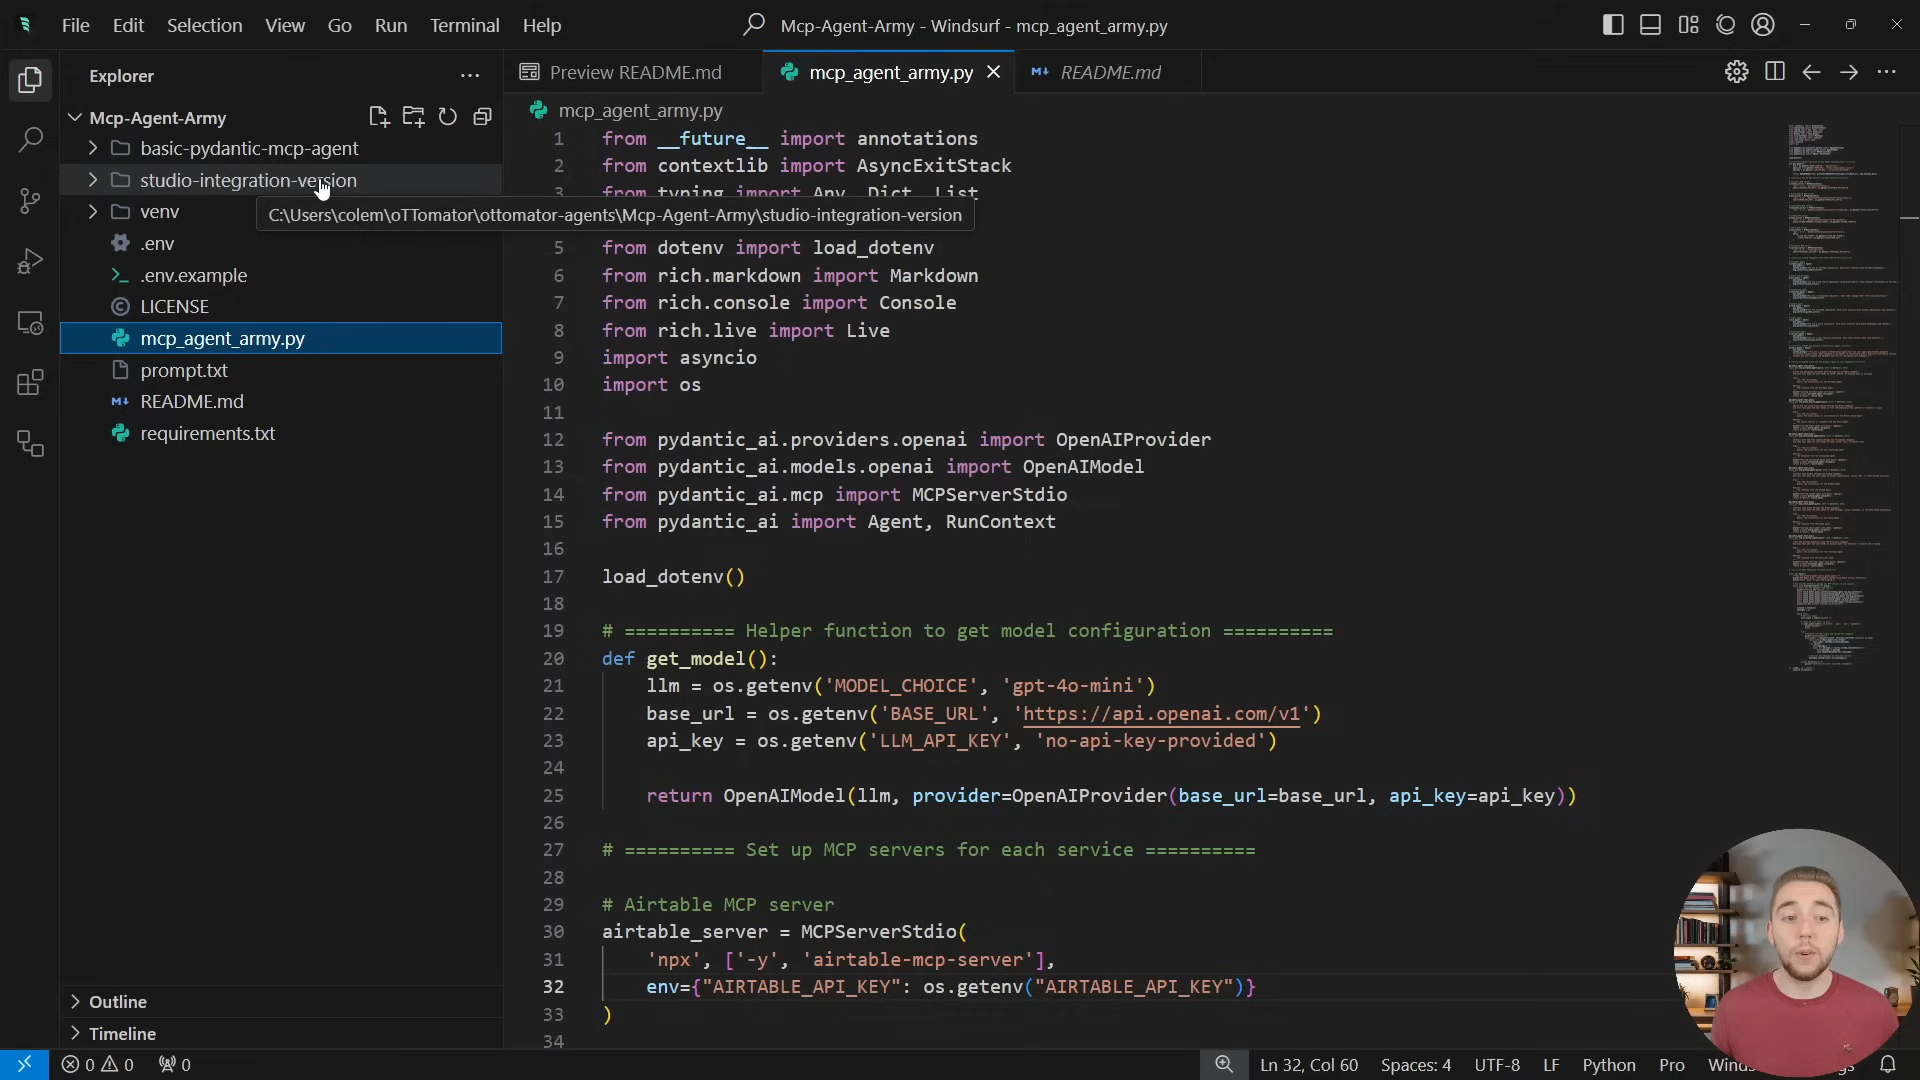 File Edit Selection View Go Run Terminal Help
Mcp-Agent-Army - Windsurf - mcp_agent_army.py
Explorer
Preview README.md
mcp_agent_army.py
README.md
Mcp-Agent-Army
basic-pydantic-mcp-agent
studio-integration-version
venv
C:\Users\colem\oTTomator\ottomator-agents\Mcp-Agent-Army\studio-integration-version
.env
.env.example
LICENSE
mcp_agent_army.py
prompt.txt
README.md
requirements.txt
Outline
Timeline
mcp_agent_army.py
1 from __future__ import annotations
2 from contextlib import AsyncExitStack
3 from typing import Any, Dict, List
5 from dotenv import load_dotenv
6 from rich.markdown import Markdown
7 from rich.console import Console
8 from rich.live import Live
9 import asyncio
10 import os
11
12 from pydantic_ai.providers.openai import OpenAIProvider
13 from pydantic_ai.models.openai import OpenAIModel
14 from pydantic_ai.mcp import MCPServerStdio
15 from pydantic_ai import Agent, RunContext
16
17 load_dotenv()
18
19 # ========== Helper function to get model configuration ==========
20 def get_model():
21 llm = os.getenv('MODEL_CHOICE', 'gpt-4o-mini')
22 base_url = os.getenv('BASE_URL', 'https://api.openai.com/v1')
23 api_key = os.getenv('LLM_API_KEY', 'no-api-key-provided')
24
25 return OpenAIModel(llm, provider=OpenAIProvider(base_url=base_url, api_key=api_key))
26
27 # ========== Set up MCP servers for each service ==========
28
29 # Airtable MCP server
30 airtable_server = MCPServerStdio(
31 'npx', ['-y', 'airtable-mcp-server'],
32 env={"AIRTABLE_API_KEY": os.getenv("AIRTABLE_API_KEY")}
33 )
34
0 0 0
Ln 32, Col 60 Spaces: 4 UTF-8 LF Python Pro